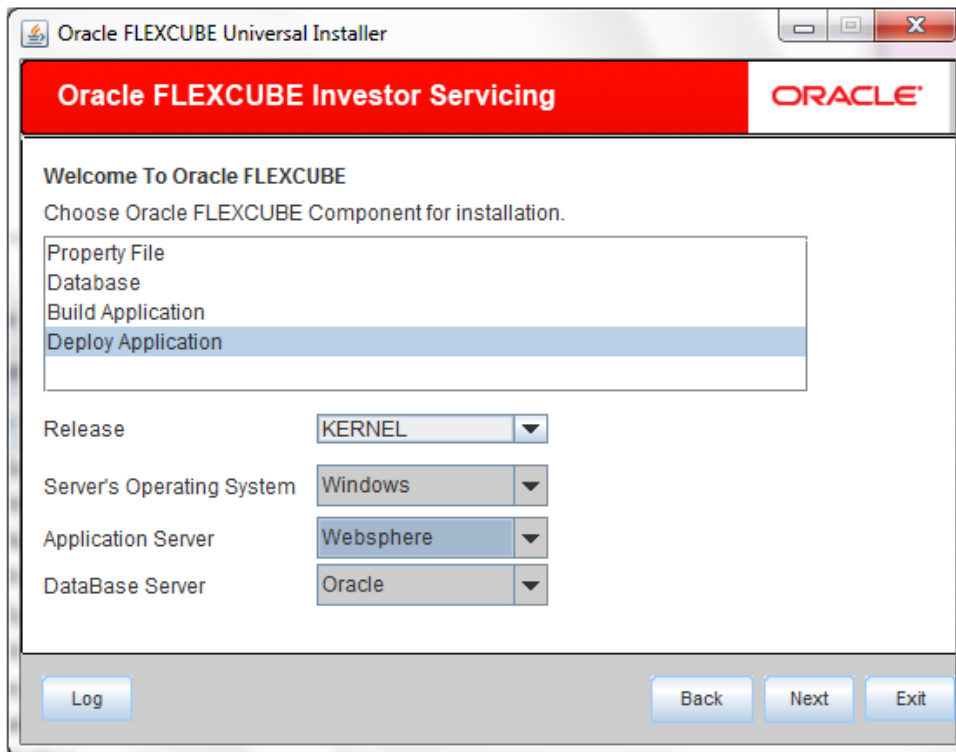 Oracle FLEXCUBE Universal Installer
Oracle FLEXCUBE Investor Servicing
ORACLE
Welcome To Oracle FLEXCUBE
Choose Oracle FLEXCUBE Component for installation.
Property File
Database
Build Application
Deploy Application
Release KERNEL
Server's Operating System Windows
Application Server Websphere
DataBase Server Oracle
Log Back Next Exit